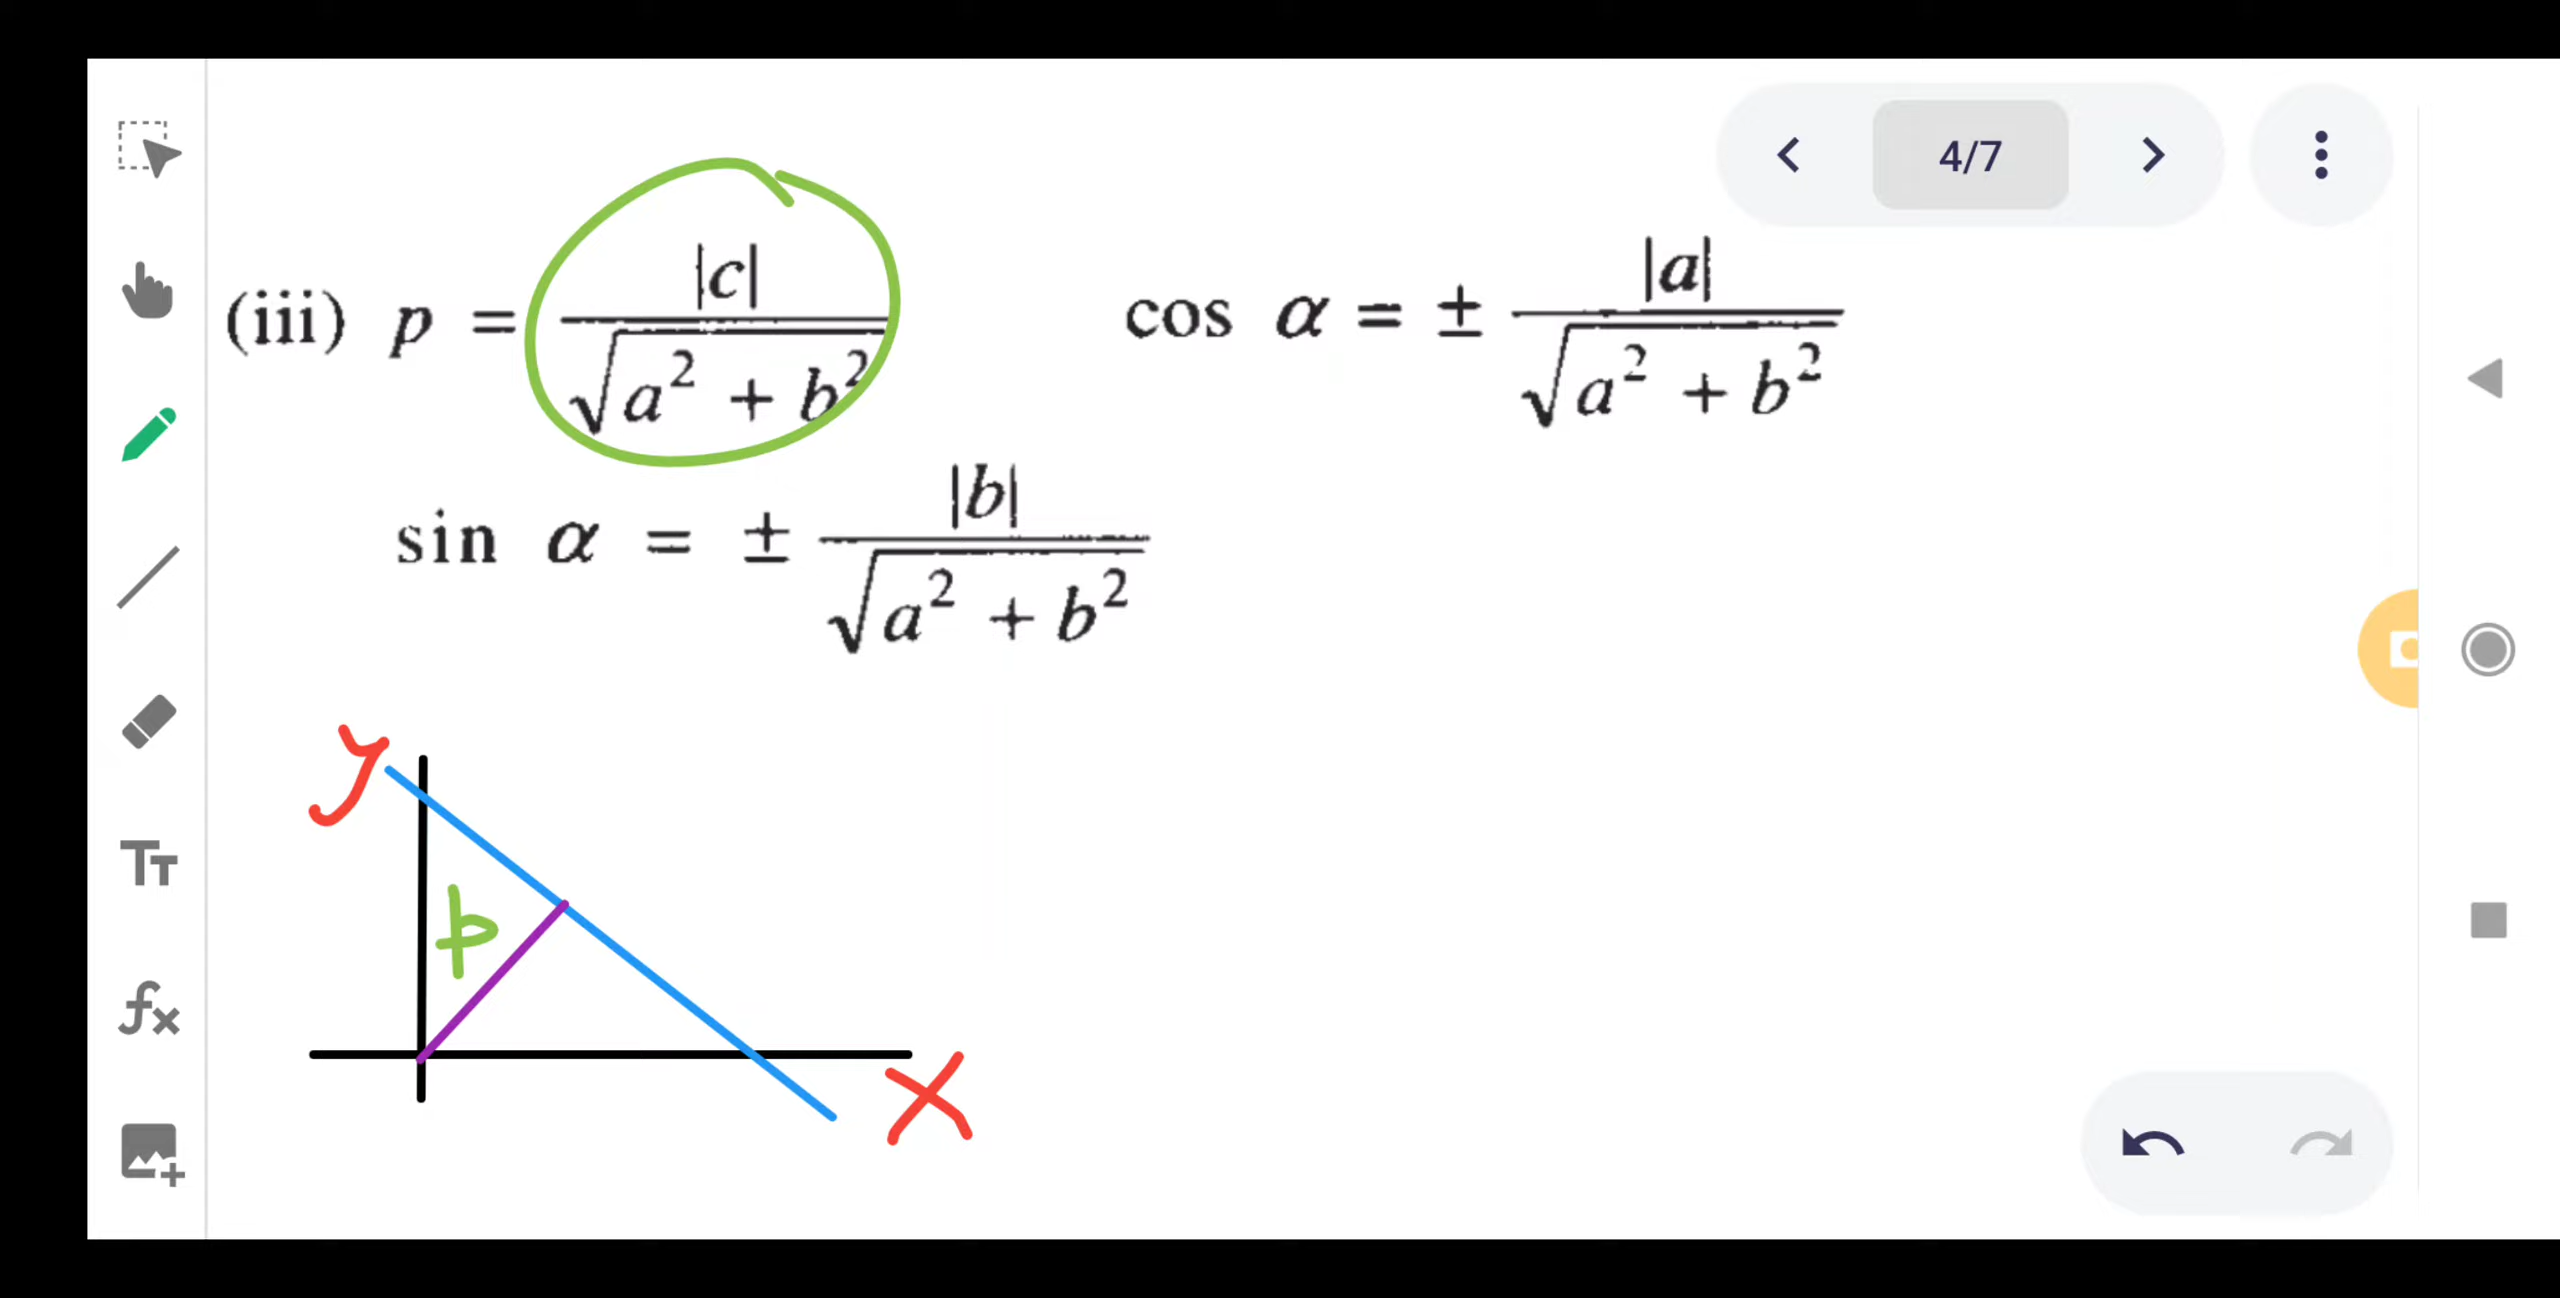 4/7
(iii) p = |c| / √(a² + b²)    cos α = ± |a| / √(a² + b²)
sin α = ± |b| / √(a² + b²)
y
p
x
Tт
fx